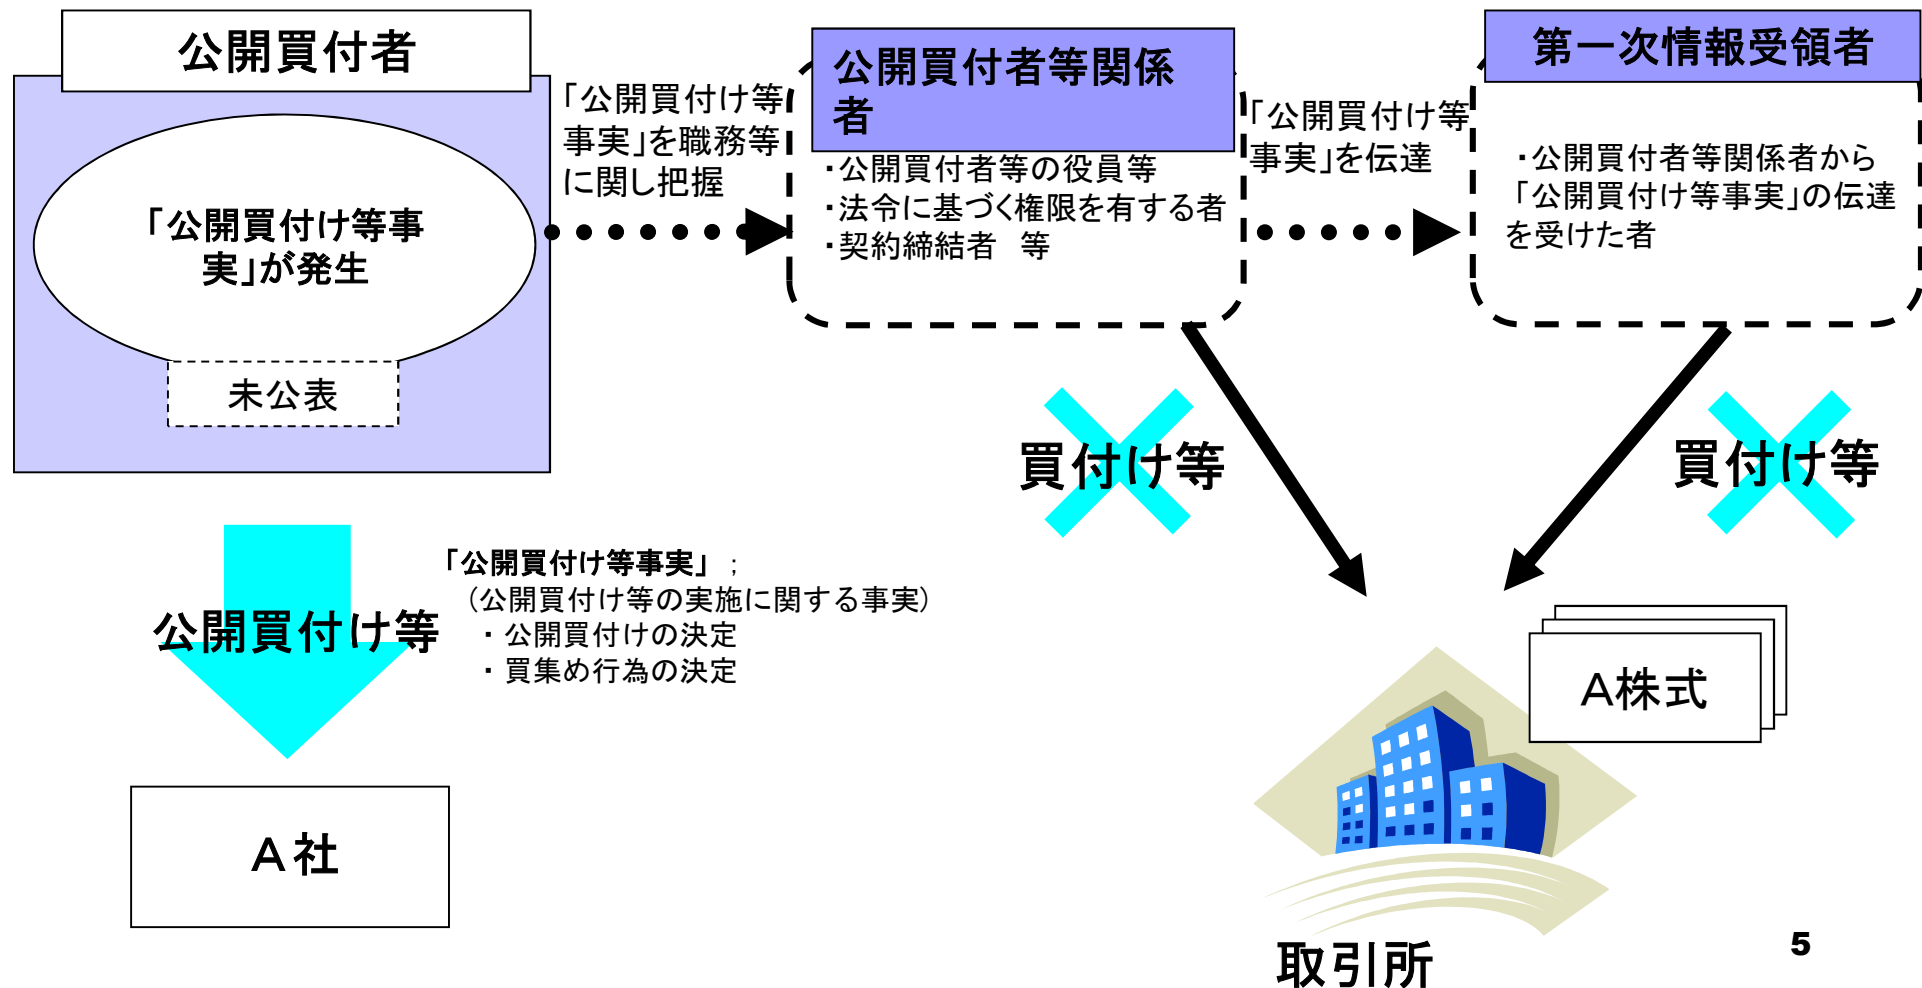 公開買付者
「公開買付け等事
実」が発生
未公表
「公開買付け等
事実」を職務等
に関し把握
公開買付者等関係
者
・公開買付者等の役員等
・法令に基づく権限を有する者
・契約締結者　等
「公開買付け等
事実」を伝達
第一次情報受領者
・公開買付者等関係者から
「公開買付け等事実」の伝達
を受けた者
買付け等
買付け等
公開買付け等
「公開買付け等事実」；
（公開買付け等の実施に関する事実）
・公開買付けの決定
・買集め行為の決定
Ａ社
Ａ株式
取引所
5